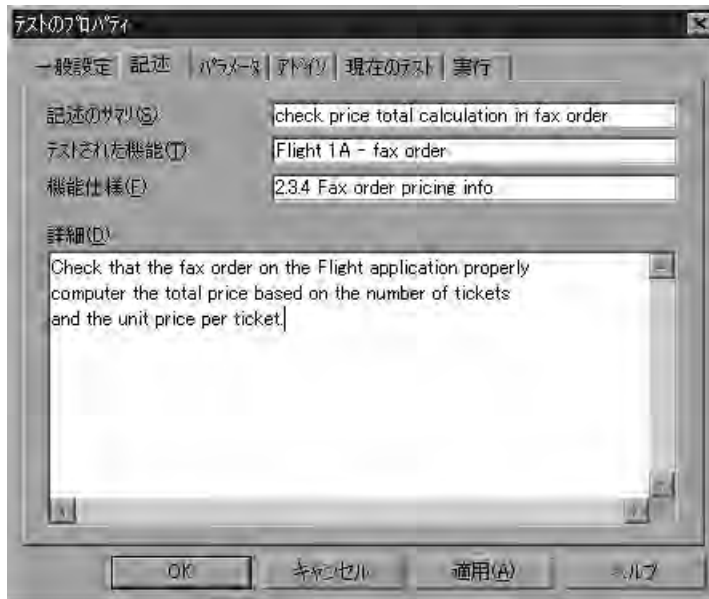 テストのプロパティ
一般設定 記述 パラメータ アドイン 現在のテスト 実行
記述のサマリ(S) check price total calculation in fax order
テストされた機能(T) Flight 1A - fax order
機能仕様(F) 2.3.4 Fax order pricing info
詳細(D)
Check that the fax order on the Flight application properly
computer the total price based on the number of tickets
and the unit price per ticket.
OK キャンセル 適用(A) ヘルプ